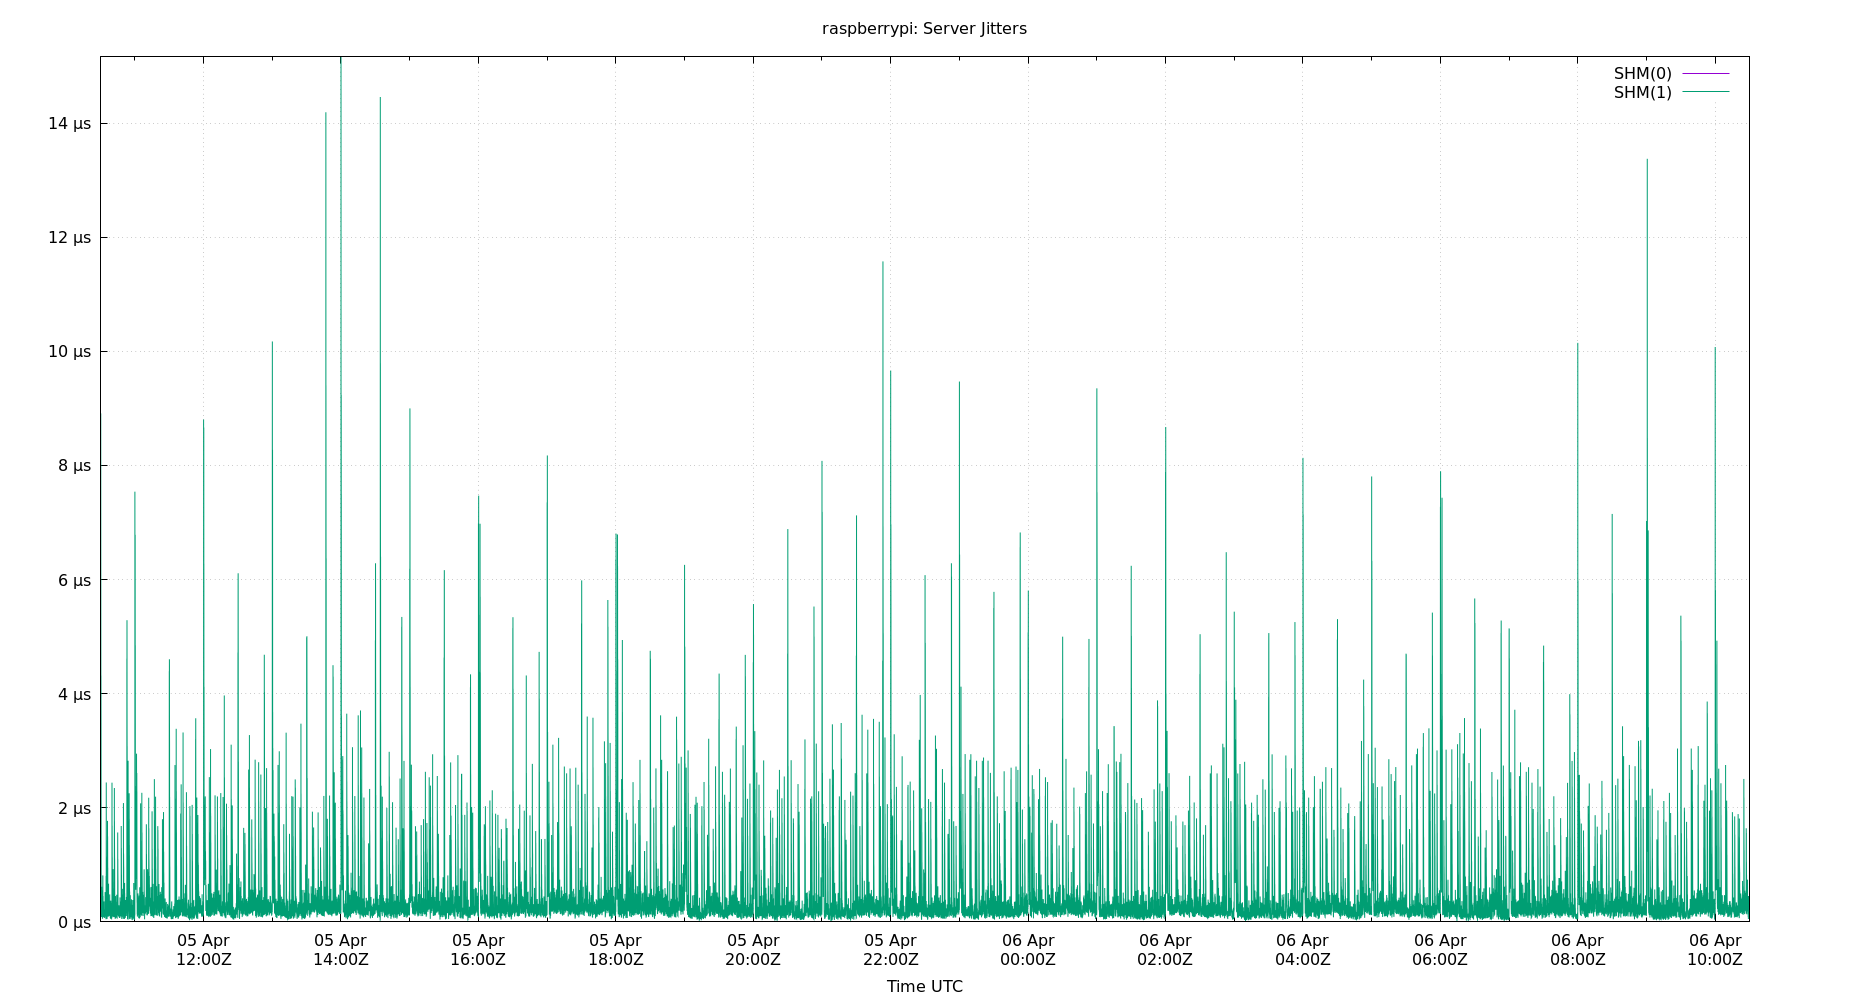 raspberrypi: Server Jitters
SHM(0)
SHM(1)
14 µs
12 µs
10 µs
8 µs
6 µs
4 µs
2 µs
0 µs
05 Apr 05 Apr 05 Apr 05 Apr 05 Apr 05 Apr 06 Apr 06 Apr 06 Apr 06 Apr 06 Apr 06 Apr
12:00Z 14:00Z 16:00Z 18:00Z 20:00Z 22:00Z 00:00Z 02:00Z 04:00Z 06:00Z 08:00Z 10:00Z
Time UTC